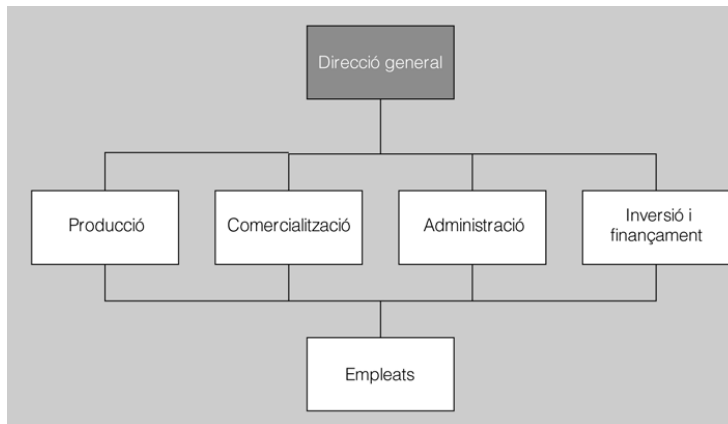 Direcció general
Producció
Comercialització
Administració
Inversió i
finançament
Empleats